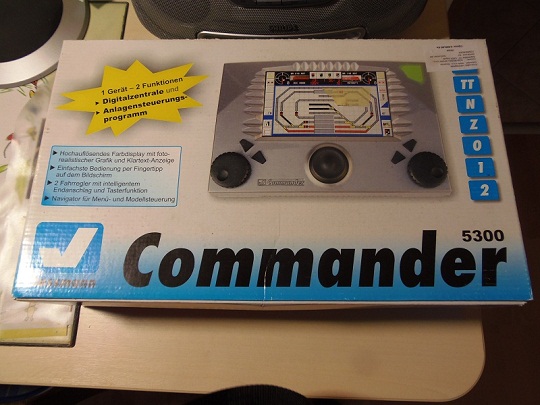 PHILIPS
1 Gerät – 2 Funktionen
► Digitalzentrale und
► Anlagensteuerungs-
programm
► Hochauflösendes Farbdisplay mit foto-
realistischer Grafik und Klartext-Anzeige
► Einfachste Bedienung per Fingertipp
auf dem Bildschirm
► 2 Fahrregler mit intelligentem
Endanschlag und Tasterfunktion
► Navigator für Menü- und Modellsteuerung
Commander
TT
N
Z
0
1
2
5300
Commander
viessmann